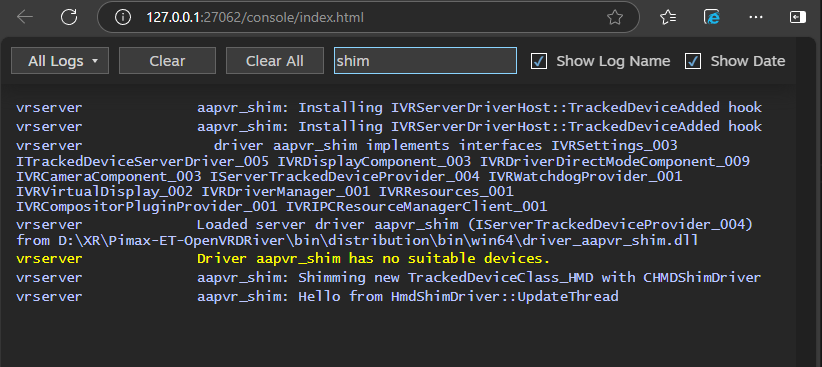 127.0.0.1:27062/console/index.html
All Logs Clear Clear All shim Show Log Name Show Date
vrserver aapvr_shim: Installing IVRServerDriverHost::TrackedDeviceAdded hook
vrserver aapvr_shim: Installing IVRServerDriverHost::TrackedDeviceAdded hook
vrserver driver aapvr_shim implements interfaces IVRSettings_003
ITrackedDeviceServerDriver_005 IVRDisplayComponent_003 IVRDriverDirectModeComponent_009
IVRCameraComponent_003 IServerTrackedDeviceProvider_004 IVRWatchdogProvider_001
IVRVirtualDisplay_002 IVRDriverManager_001 IVRResources_001
IVRCompositorPluginProvider_001 IVRIPCResourceManagerClient_001
vrserver Loaded server driver aapvr_shim (IServerTrackedDeviceProvider_004)
from D:\XR\Pimax-ET-OpenVRDRiver\bin\distribution\bin\win64\driver_aapvr_shim.dll
vrserver Driver aapvr_shim has no suitable devices.
vrserver aapvr_shim: Shimming new TrackedDeviceClass_HMD with CHMDShimDriver
vrserver aapvr_shim: Hello from HmdShimDriver::UpdateThread